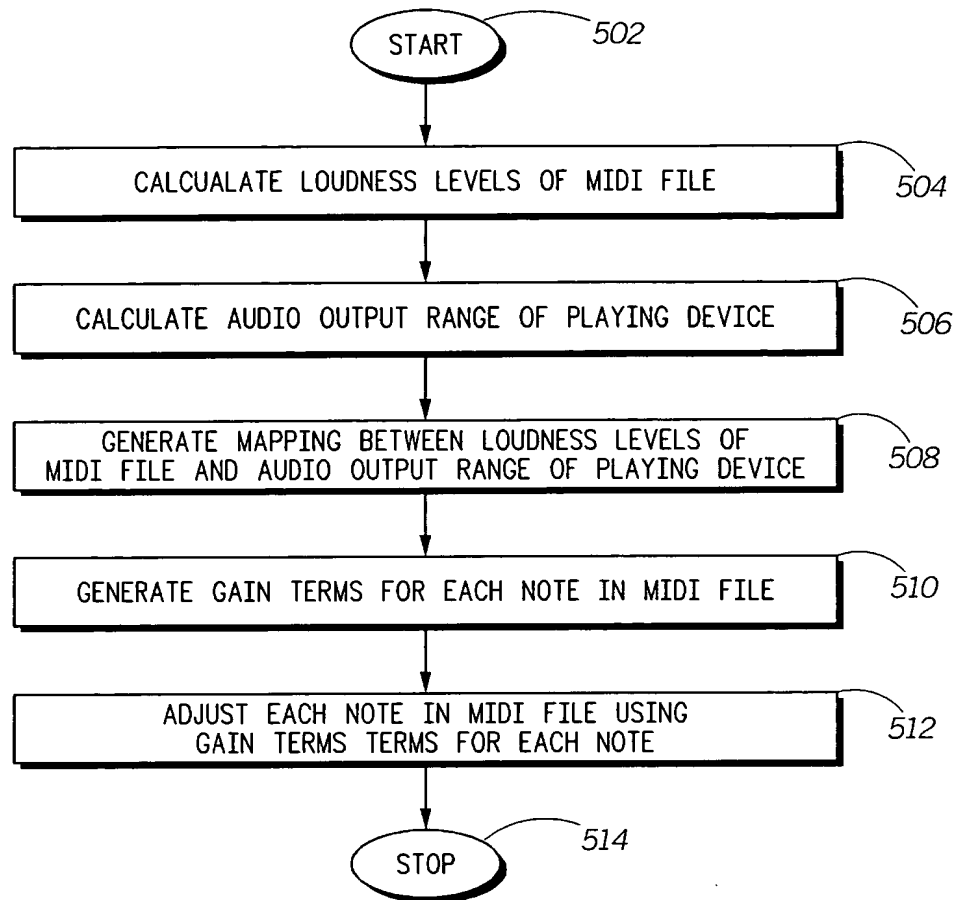 START
502
CALCUALATE LOUDNESS LEVELS OF MIDI FILE
504
CALCULATE AUDIO OUTPUT RANGE OF PLAYING DEVICE
506
GENERATE MAPPING BETWEEN LOUDNESS LEVELS OF
MIDI FILE AND AUDIO OUTPUT RANGE OF PLAYING DEVICE
508
GENERATE GAIN TERMS FOR EACH NOTE IN MIDI FILE
510
ADJUST EACH NOTE IN MIDI FILE USING
GAIN TERMS TERMS FOR EACH NOTE
512
STOP
514